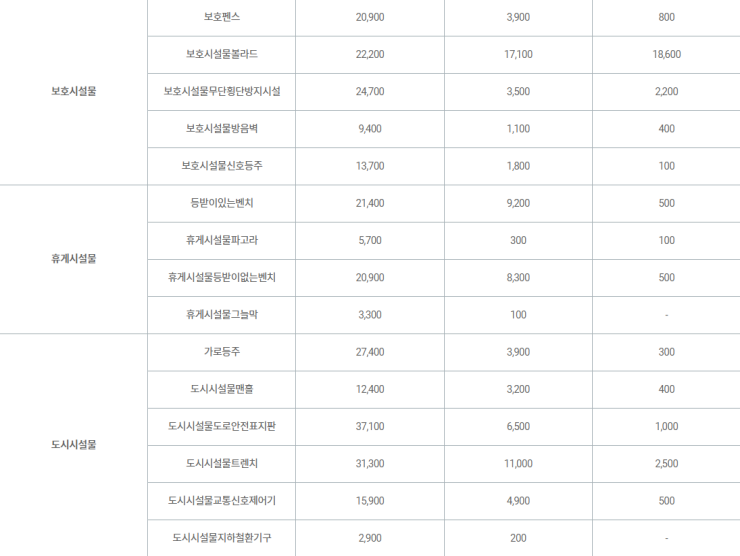 보호펜스 20,900 3,900 800
보호시설물볼라드 22,200 17,100 18,600
보호시설물 보호시설물무단횡단방지시설 24,700 3,500 2,200
보호시설물방음벽 9,400 1,100 400
보호시설물신호등주 13,700 1,800 100
등받이있는벤치 21,400 9,200 500
휴게시설물파고라 5,700 300 100
휴게시설물
휴게시설물등받이없는벤치 20,900 8,300 500
휴게시설물그늘막 3,300 100 -
가로등주 27,400 3,900 300
도시시설물맨홀 12,400 3,200 400
도시시설물도로안전표지판 37,100 6,500 1,000
도시시설물
도시시설물트렌치 31,300 11,000 2,500
도시시설물교통신호제어기 15,900 4,900 500
도시시설물지하철환기구 2,900 200 -